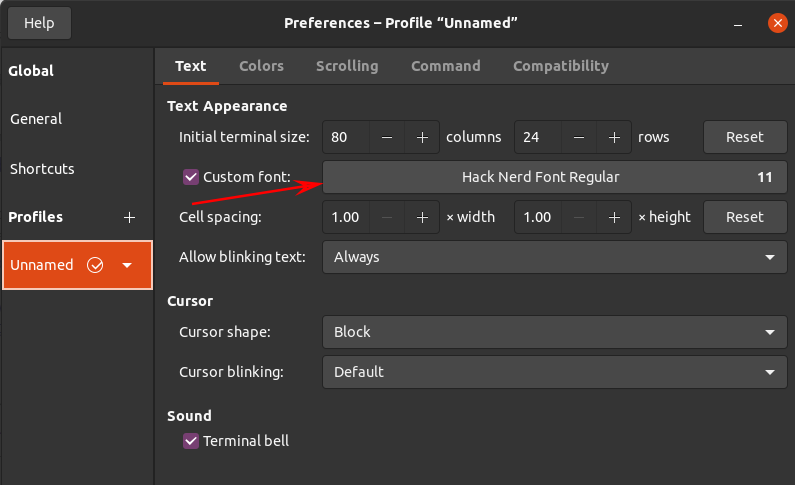 Help
Preferences – Profile “Unnamed”
Global
General
Shortcuts
Profiles
Unnamed
Text Colors Scrolling Command Compatibility
Text Appearance
Initial terminal size: 80 columns 24 rows Reset
Custom font: Hack Nerd Font Regular 11
Cell spacing: 1.00 × width 1.00 × height Reset
Allow blinking text: Always
Cursor
Cursor shape: Block
Cursor blinking: Default
Sound
Terminal bell